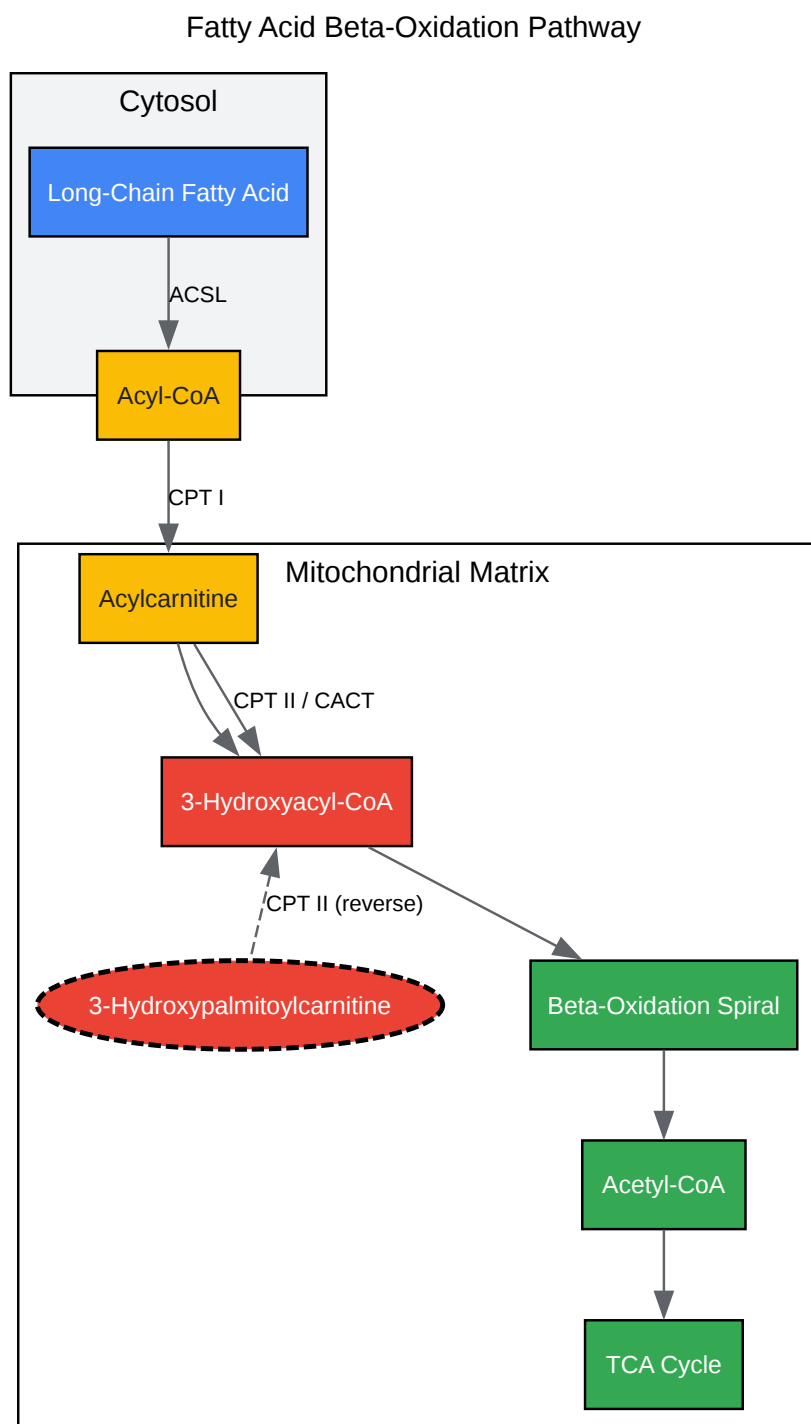 Fatty Acid Beta-Oxidation Pathway
Cytosol
Long-Chain Fatty Acid
ACSL
Acyl-CoA
CPT I
Mitochondrial Matrix
Acylcarnitine
CPT II / CACT
3-Hydroxyacyl-CoA
CPT II (reverse)
3-Hydroxypalmitoylcarnitine
Beta-Oxidation Spiral
Acetyl-CoA
TCA Cycle